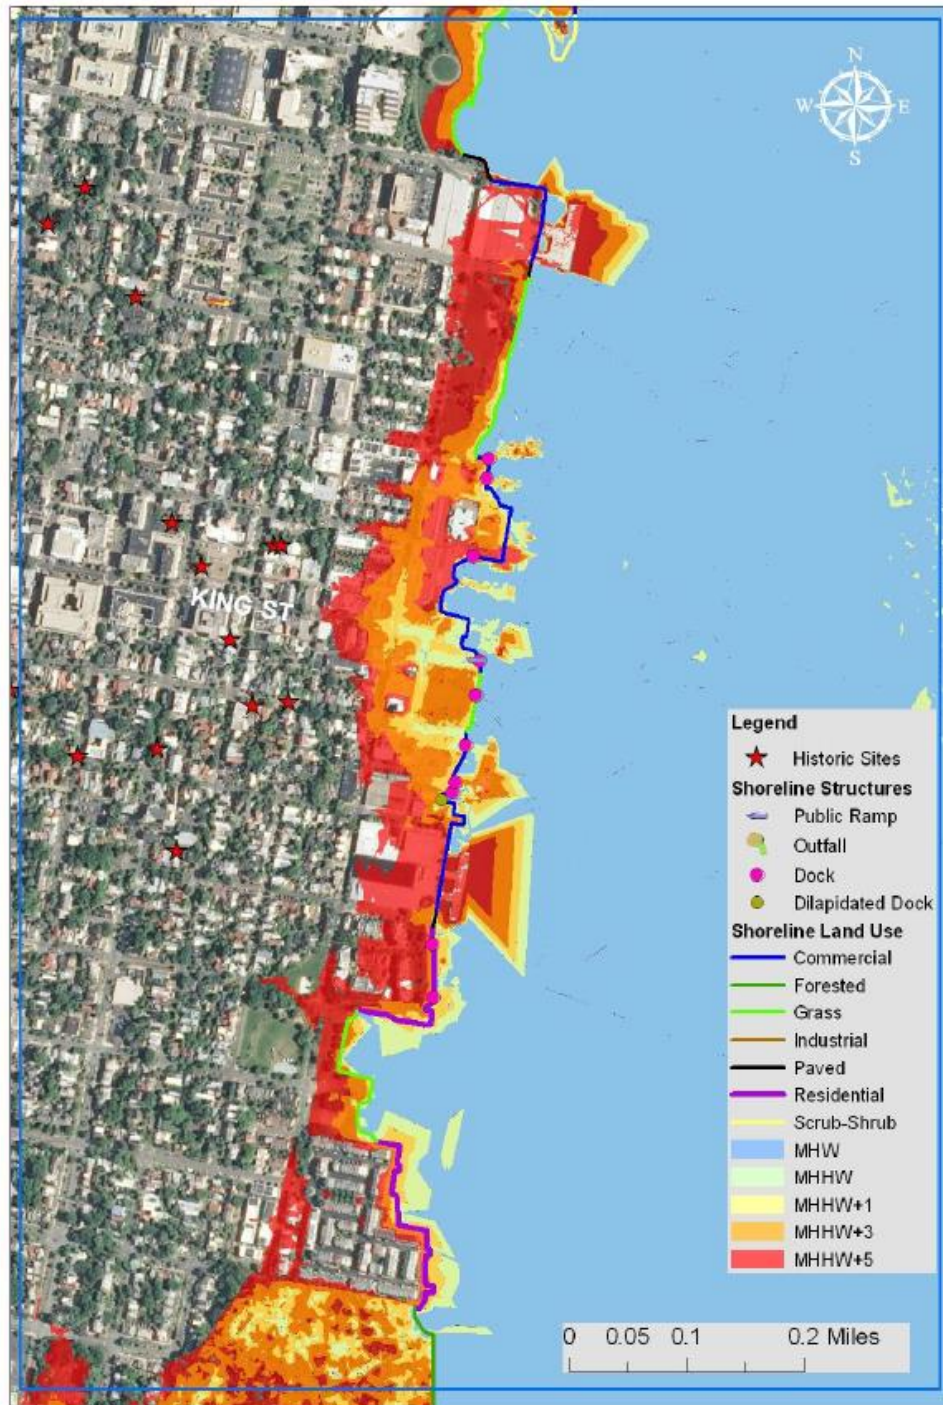 N
W E
S
KING ST
Legend
Historic Sites
Shoreline Structures
Public Ramp
Outfall
Dock
Dilapidated Dock
Shoreline Land Use
Commercial
Forested
Grass
Industrial
Paved
Residential
Scrub-Shrub
MHW
MHHW
MHHW+1
MHHW+3
MHHW+5
0 0.05 0.1 0.2 Miles